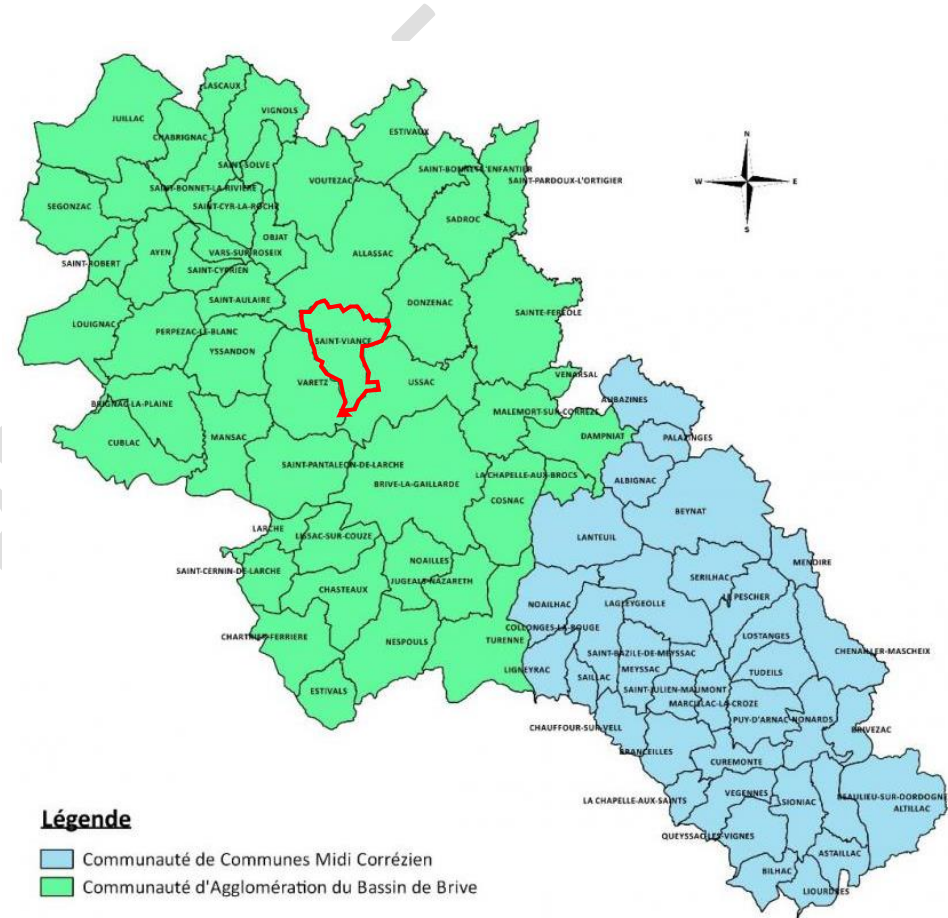 LASCAUX
VIGNOLS
JUILLAC
ESTIVAUX
CHABRIGNAC
N
SAINT-SOLVE
SAINT-BONNET-L'ENFANTIER
VOUTEZAC
SAINT-PARDOUX-L'ORTIGIER
W
E
SAINT-BONNET-LA-RIVIERE
SEGONZAC
SAINT-CYR-LA-ROCHE
SADROC
S
OBJAT
AYEN
VARS-SUR-ROSEIX
ALLASSAC
SAINT-ROBERT
SAINT-CYPRIEN
SAINT-AULAIRE
DONZENAC
SAINTE-FEREOLE
LOUIGNAC
PERPEZAC-LE-BLANC
SAINT-VIANCE
YSSANDON
VENARSAL
VARETZ
USSAC
AUBAZINES
BRIGNAC-LA-PLAINE
MALEMORT-SUR-CORREZE
CUBLAC
MANSAC
DAMPNIAT
PALAZINGES
SAINT-PANTALEON-DE-LARCHE
LA CHAPELLE-AUX-BROCS
ALBIGNAC
BRIVE-LA-GAILLARDE
COSNAC
BEYNAT
LARCHE
LISSAC-SUR-COUZE
LANTEUIL
NOAILLES
MENOIRE
SAINT-CERNIN-DE-LARCHE
JUGEALS-NAZARETH
SERILHAC
CHASTEAUX
LE PESCHER
NOAILHAC
LAGLEYGEOLLE
COLLONGES-LA-ROUGE
CHARTRIER-FERRIERE
NESPOULS
TURENNE
LOSTANGES
SAINT-BAZILE-DE-MEYSSAC
CHENAILLER-MASCHEIX
LIGNEYRAC
MEYSSAC
TUDEILS
SAILLAC
ESTIVALS
SAINT-JULIEN-MAUMONT
MARCILLAC-LA-CROZE
PUY-D'ARNAC
NONARDS
CHAUFFOUR-SUR-VELL
BRIVEZAC
BRANCEILLES
CUREMONTE
LA CHAPELLE-AUX-SAINTS
VEGENNES
SIONIAC
BEAULIEU-SUR-DORDOGNE
ALTILLAC
QUEYSSAC-LES-VIGNES
ASTAILLAC
BILHAC
LIOURDRES
Légende
Communauté de Communes Midi Corrézien
Communauté d'Agglomération du Bassin de Brive